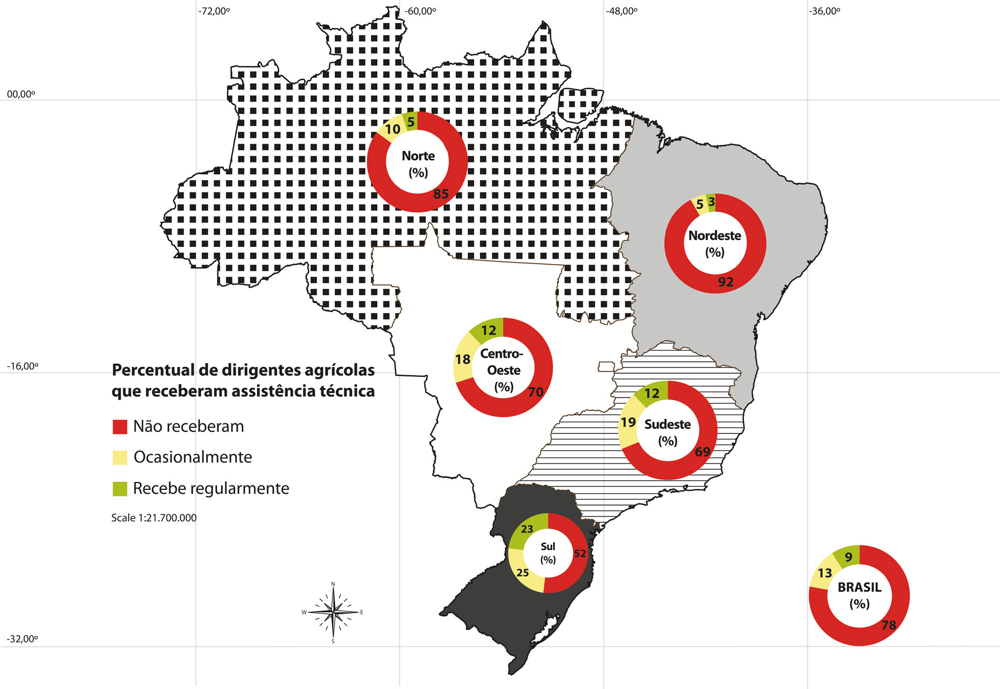 -72,00º
-60,00º
-48,00º
-36,00º
00,00º
10
5
Norte
(%)
85
5
3
Nordeste
(%)
92
12
18
Centro-
Oeste
(%)
70
-16,00º
Percentual de dirigentes agrícolas
que receberam assistência técnica
Não receberam
Ocasionalmente
Recebe regularmente
Scale 1:21.700.000
12
19
Sudeste
(%)
69
23
Sul
(%)
52
25
9
13
BRASIL
(%)
78
N
W
E
S
-32,00º